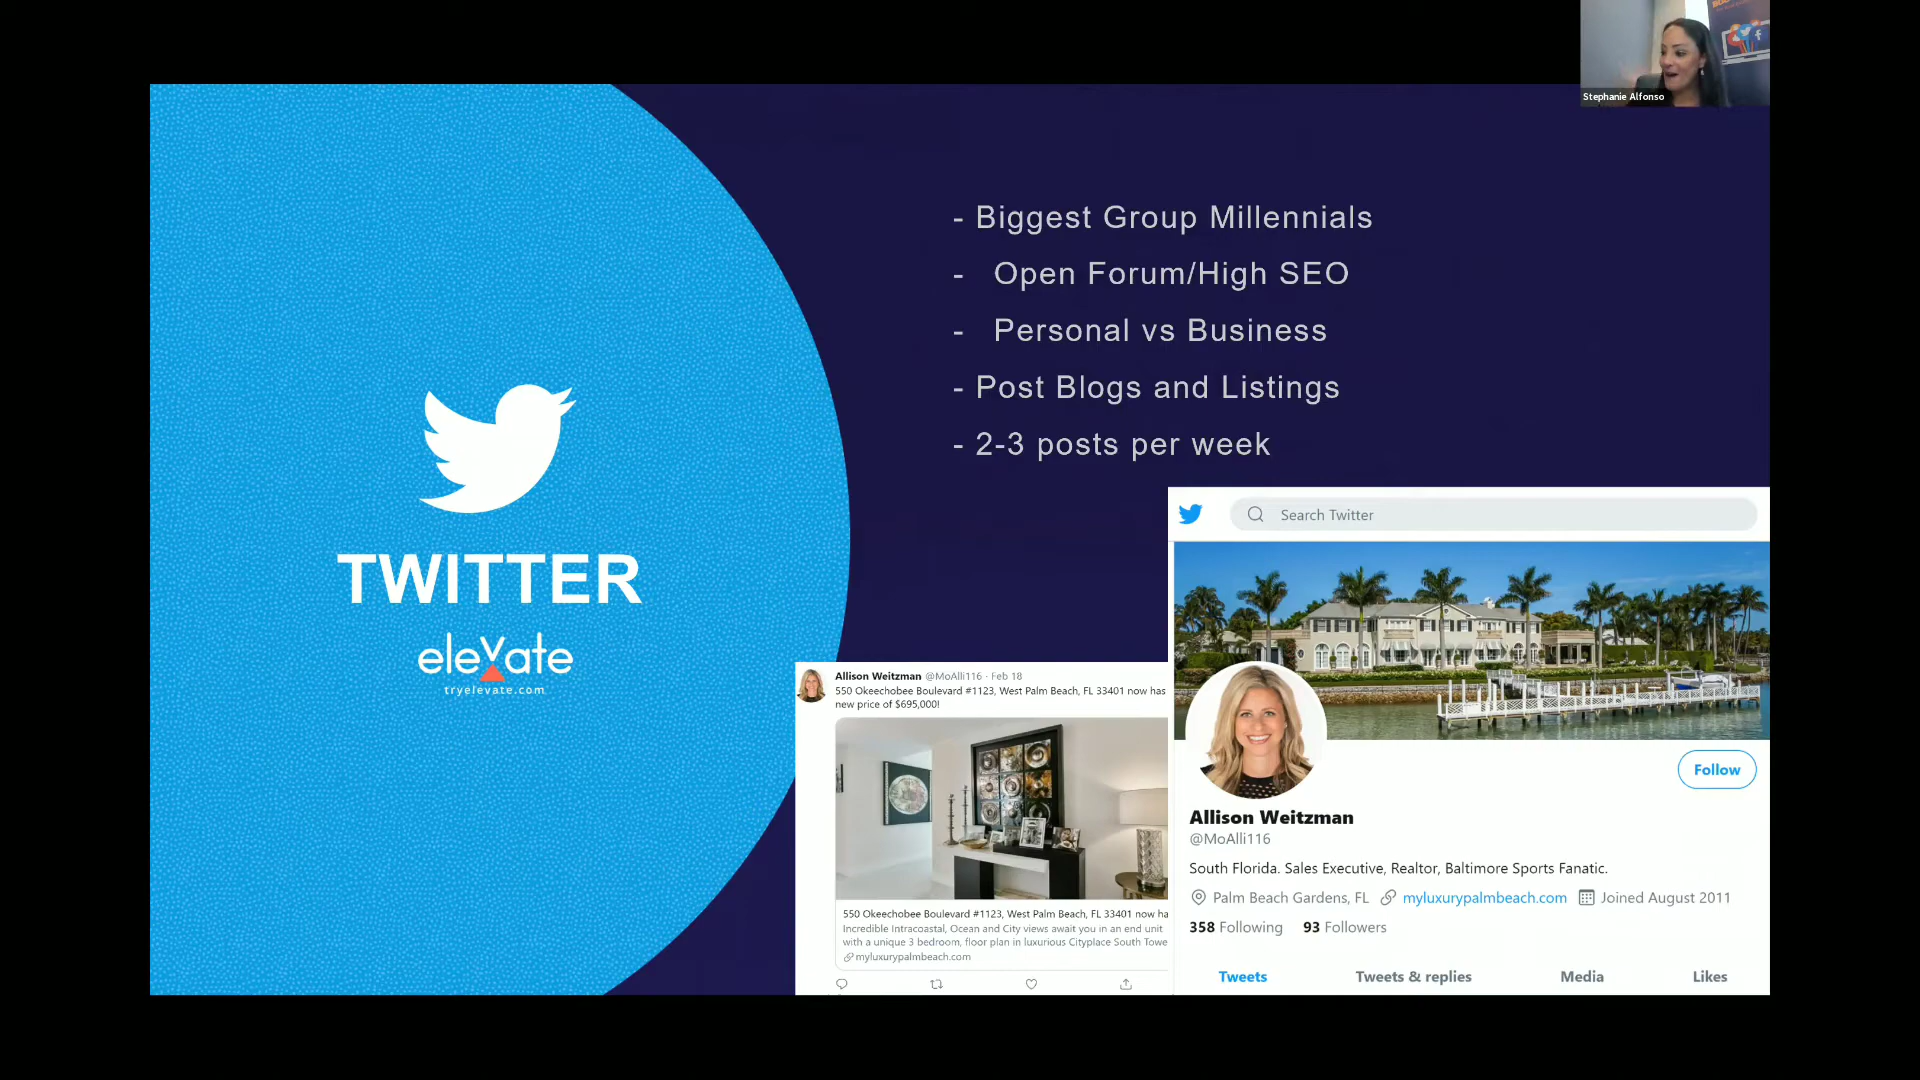 Stephanie Alfonso
- Biggest Group Millennials
- Open Forum/High SEO
- Personal vs Business
- Post Blogs and Listings
- 2-3 posts per week
TWITTER
elevate
tryelevate.com
Allison Weitzman @MoAlli116 · Feb 18
550 Okeechobee Boulevard #1123, West Palm Beach, FL 33401 now has
new price of $695,000!
550 Okeechobee Boulevard #1123, West Palm Beach, FL 33401 now ha
Incredible Intracoastal, Ocean and City views await you in an end unit
with a unique 3 bedroom, floor plan in luxurious Cityplace South Towe
myluxurypalmbeach.com
Search Twitter
Follow
Allison Weitzman
@MoAlli116
South Florida. Sales Executive, Realtor, Baltimore Sports Fanatic.
Palm Beach Gardens, FL myluxurypalmbeach.com Joined August 2011
358 Following 93 Followers
Tweets Tweets & replies Media Likes